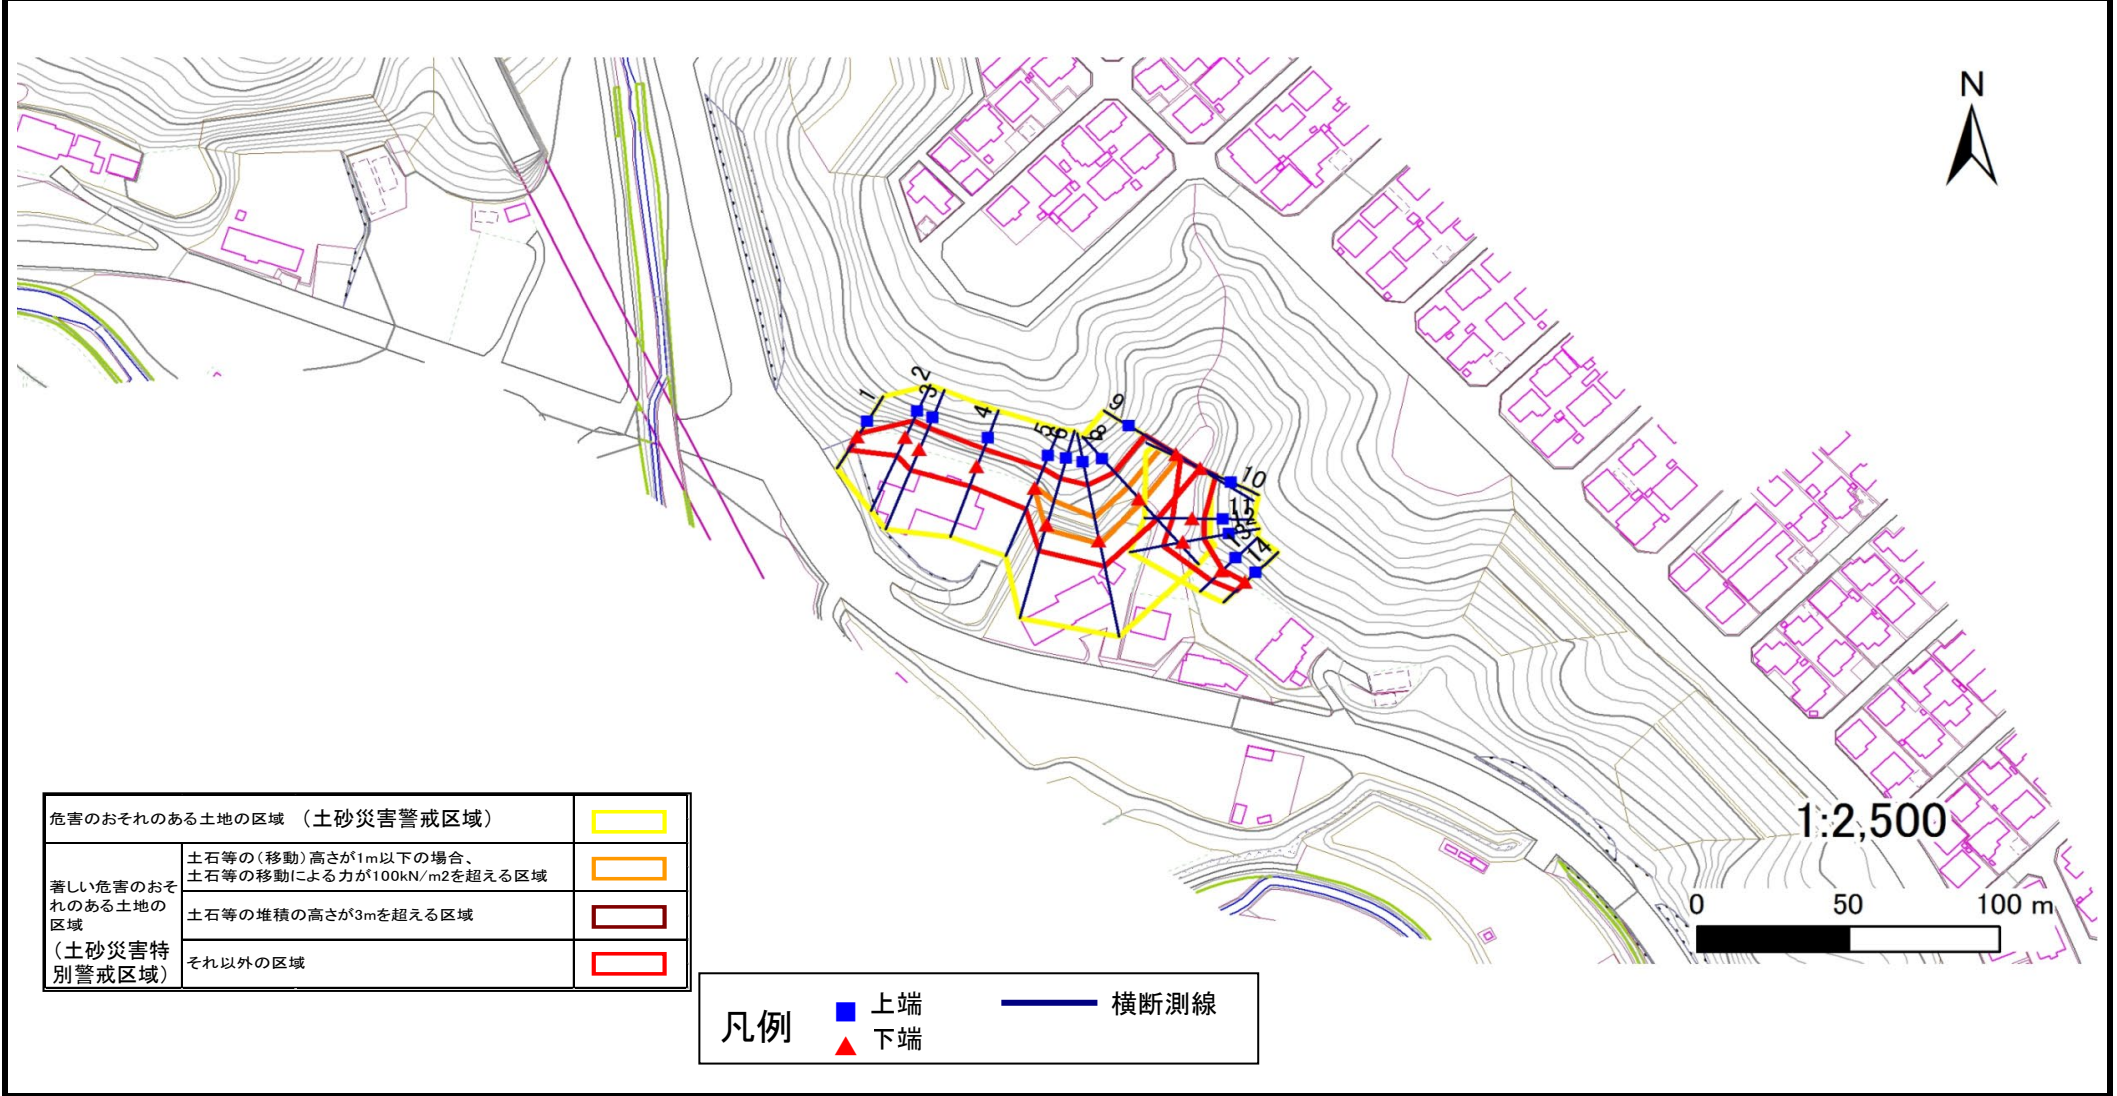 N
1
2
3
4
5
6
8
9
10
11
12
13
14
1:2,500
0 50 100 m
危害のおそれのある土地の区域 （土砂災害警戒区域）
著しい危害のおそ
れのある土地の
区域
（土砂災害特
別警戒区域）
土石等の（移動）高さが1m以下の場合、
土石等の移動による力が100kN/m2を超える区域
土石等の堆積の高さが3mを超える区域
それ以外の区域
凡例
上端
下端
横断測線